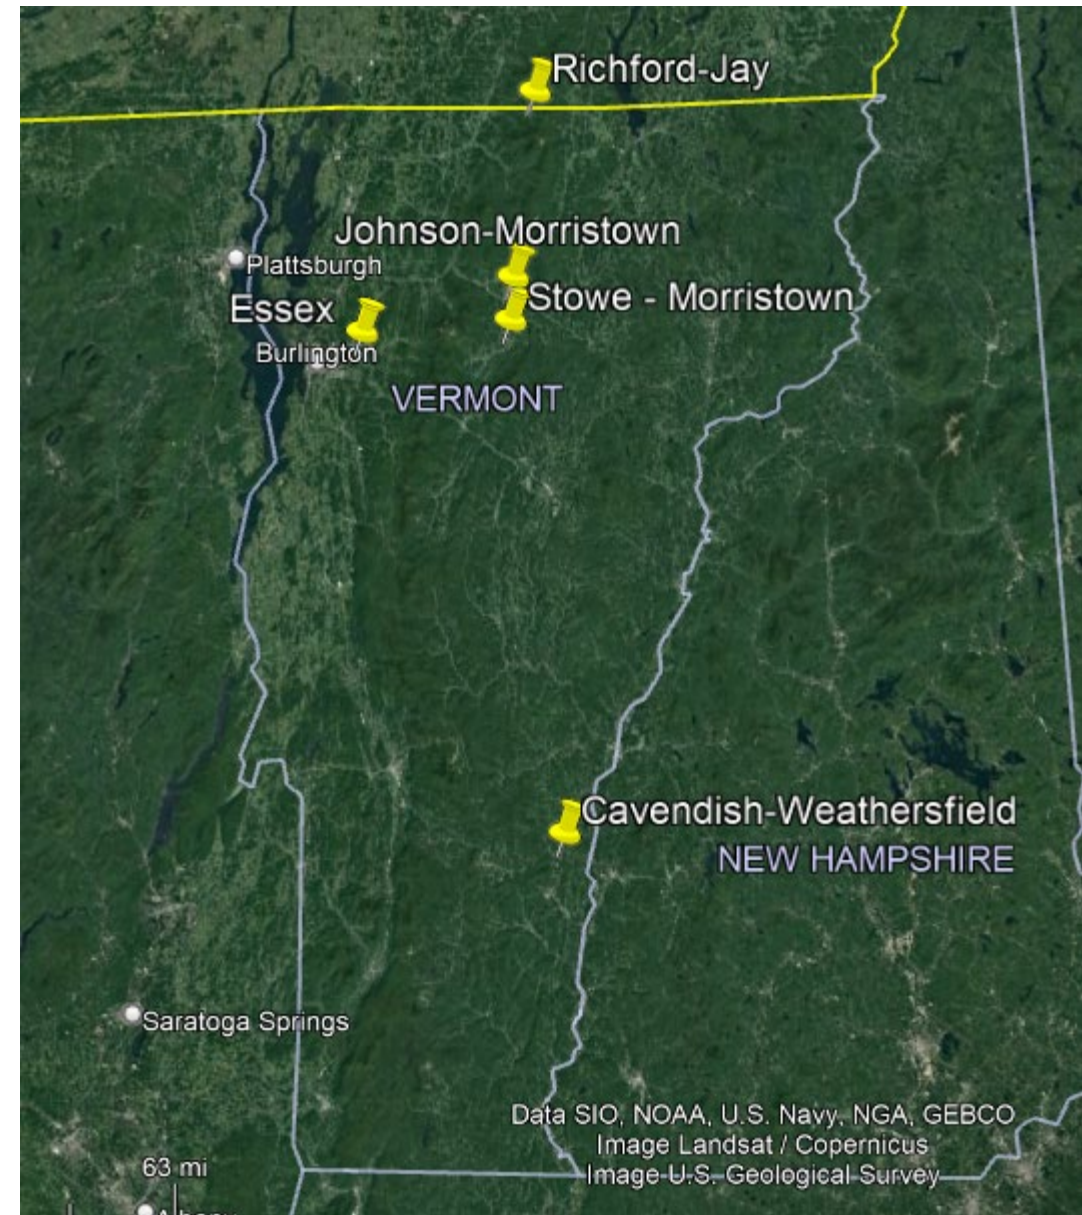 Richford-Jay
Johnson-Morristown
Plattsburgh
Stowe - Morristown
Essex
Burlington
VERMONT
Cavendish-Weathersfield
NEW HAMPSHIRE
Saratoga Springs
Data SIO, NOAA, U.S. Navy, NGA, GEBCO
Image Landsat / Copernicus
Image U.S. Geological Survey
63 mi